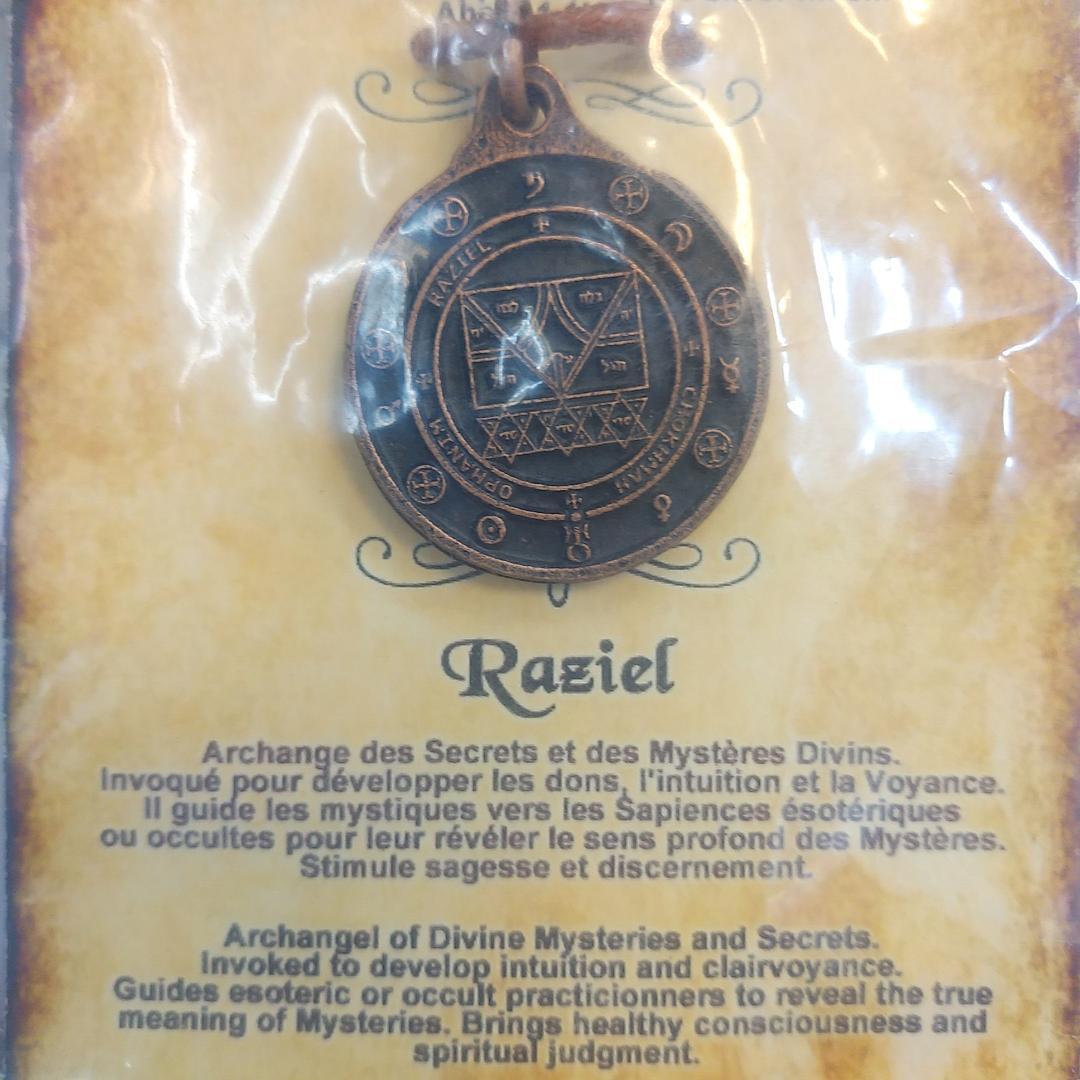 RAZIEL
CHOKHMAH
OPHANIM
Raziel
Archange des Secrets et des Mystères Divins.
Invoqué pour développer les dons, l'intuition et la Voyance.
Il guide les mystiques vers les Sapiences ésotériques
ou occultes pour leur révéler le sens profond des Mystères.
Stimule sagesse et discernement.
Archangel of Divine Mysteries and Secrets.
Invoked to develop intuition and clairvoyance.
Guides esoteric or occult practicionners to reveal the true
meaning of Mysteries. Brings healthy consciousness and
spiritual judgment.